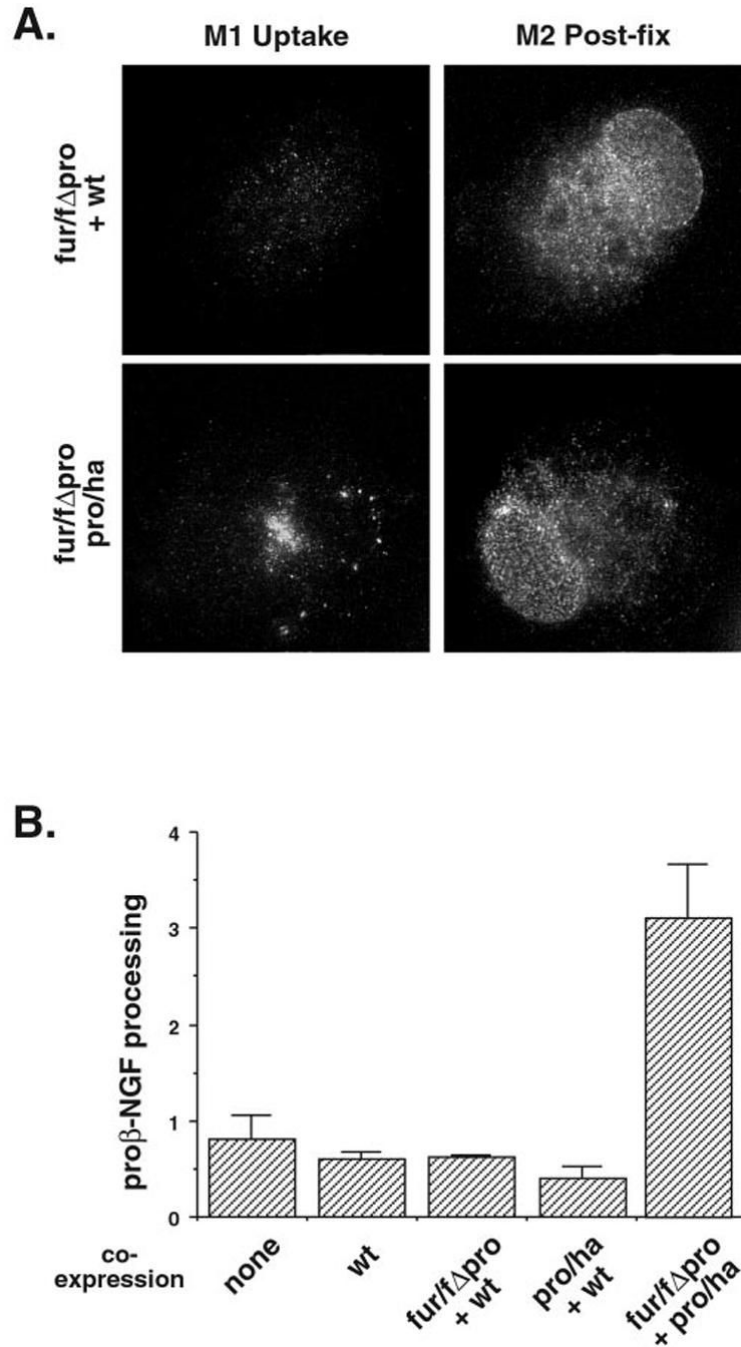 A.
M1 Uptake
M2 Post-fix
fur/fΔpro
+ wt
fur/fΔpro
pro/ha
B.
proβ-NGF processing
4
3
2
1
0
co-
expression
none
wt
fur/fΔpro
+ wt
pro/ha
+ wt
fur/fΔpro
+ pro/ha